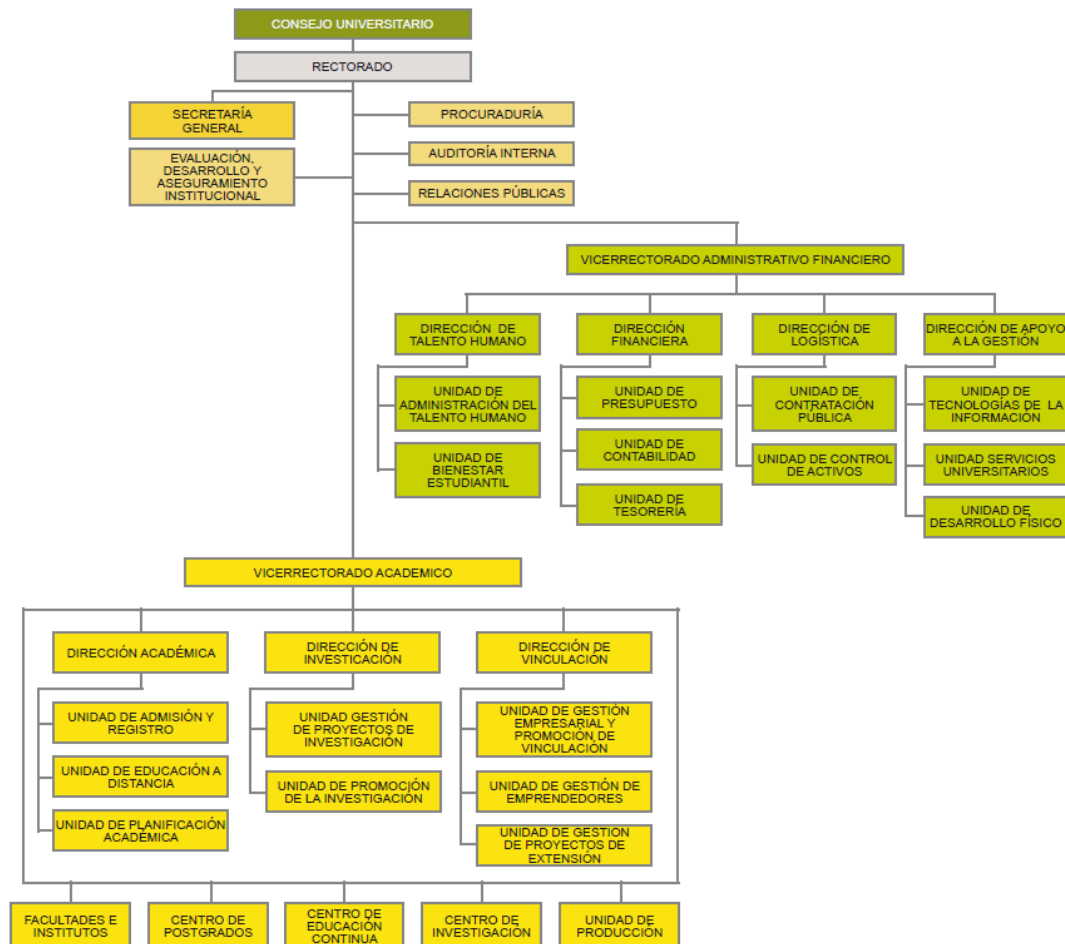 CONSEJO UNIVERSITARIO
RECTORADO
SECRETARÍA
GENERAL
PROCURADURÍA
EVALUACIÓN,
DESARROLLO Y
ASEGURAMIENTO
INSTITUCIONAL
AUDITORÍA INTERNA
RELACIONES PÚBLICAS
VICERRECTORADO ADMINISTRATIVO FINANCIERO
DIRECCIÓN DE
TALENTO HUMANO
UNIDAD DE
ADMINISTRACIÓN DEL
TALENTO HUMANO
UNIDAD DE
BIENESTAR
ESTUDIANTIL
DIRECCIÓN
FINANCIERA
UNIDAD DE
PRESUPUESTO
UNIDAD DE
CONTABILIDAD
UNIDAD DE
TESORERÍA
DIRECCIÓN DE
LOGÍSTICA
UNIDAD DE
CONTRATACIÓN
PÚBLICA
UNIDAD DE CONTROL
DE ACTIVOS
DIRECCIÓN DE APOYO
A LA GESTIÓN
UNIDAD DE
TECNOLOGÍAS DE LA
INFORMACIÓN
UNIDAD SERVICIOS
UNIVERSITARIOS
UNIDAD DE
DESARROLLO FÍSICO
VICERRECTORADO ACADEMICO
DIRECCIÓN ACADÉMICA
UNIDAD DE ADMISIÓN Y
REGISTRO
UNIDAD DE EDUCACIÓN A
DISTANCIA
UNIDAD DE PLANIFICACIÓN
ACADÉMICA
DIRECCIÓN DE
INVESTICACIÓN
UNIDAD GESTIÓN
DE PROYECTOS DE
INVESTIGACIÓN
UNIDAD DE PROMOCIÓN
DE LA INVESTIGACIÓN
DIRECCIÓN DE
VINCULACIÓN
UNIDAD DE GESTIÓN
EMPRESARIAL Y
PROMOCIÓN DE
VINCULACIÓN
UNIDAD DE GESTIÓN DE
EMPRENDEDORES
UNIDAD DE GESTION
DE PROYECTOS DE
EXTENSIÓN
FACULTADES E
INSTITUTOS
CENTRO DE
POSTGRADOS
CENTRO DE
EDUCACIÓN
CONTINUA
CENTRO DE
INVESTIGACIÓN
UNIDAD DE
PRODUCCIÓN